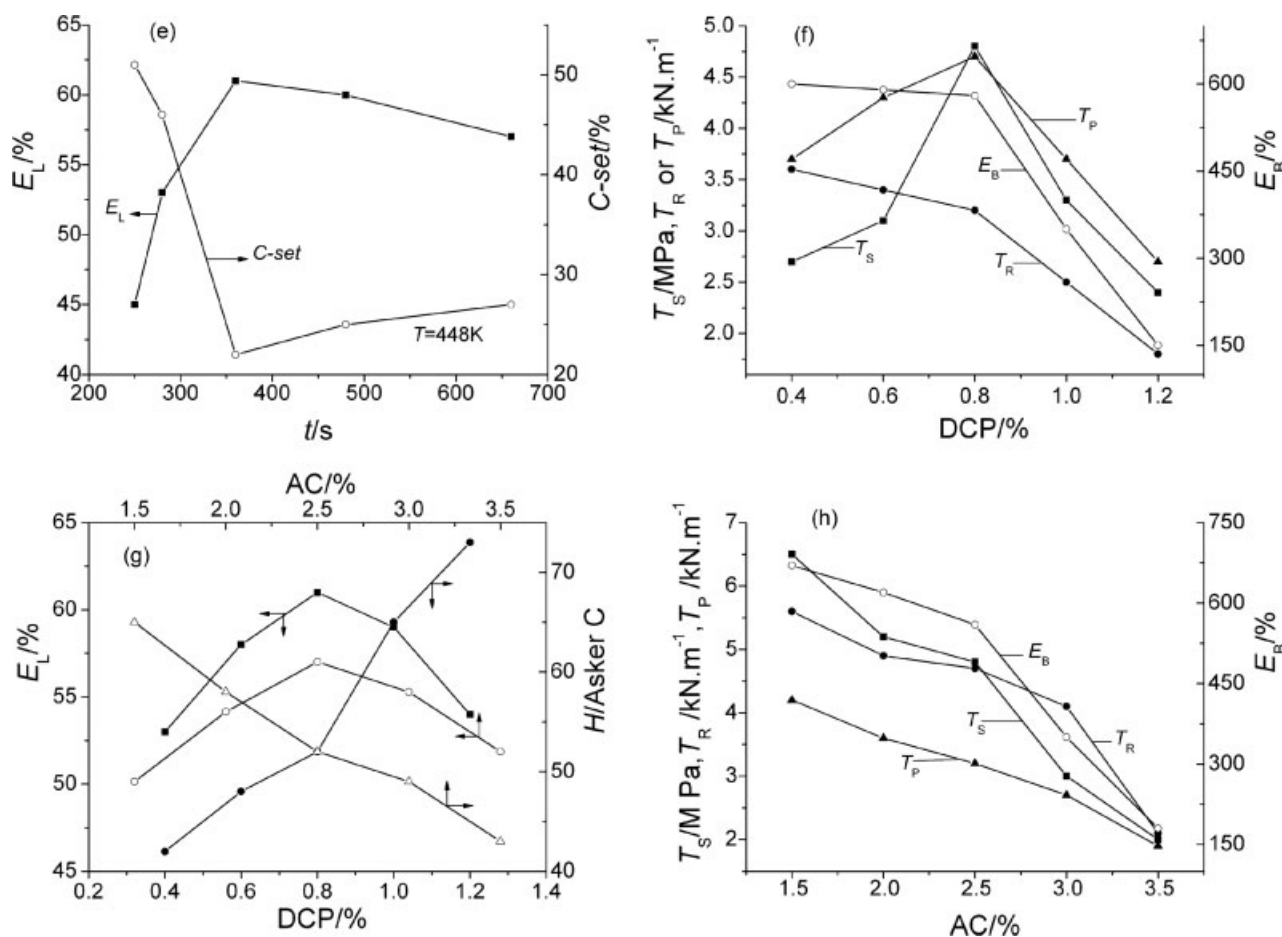 (e)
65
60
55
50
45
40
E_L/%
50
40
30
20
C-set/%
E_L
C-set
T=448K
200 300 400 500 600 700
t/s
(f)
5.0
4.5
4.0
3.5
3.0
2.5
2.0
T_S/MPa, T_R or T_P/kN.m⁻¹
600
450
300
150
E_B/%
T_P
E_B
T_S
T_R
0.4 0.6 0.8 1.0 1.2
DCP/%
AC/%
1.5 2.0 2.5 3.0 3.5
(g)
65
60
55
50
45
E_L/%
70
60
50
40
H/Asker C
0.2 0.4 0.6 0.8 1.0 1.2 1.4
DCP/%
(h)
7
6
5
4
3
2
T_S/M Pa, T_R /kN.m⁻¹, T_P /kN.m⁻¹
750
600
450
300
150
E_B/%
E_B
T_S
T_R
T_P
1.5 2.0 2.5 3.0 3.5
AC/%